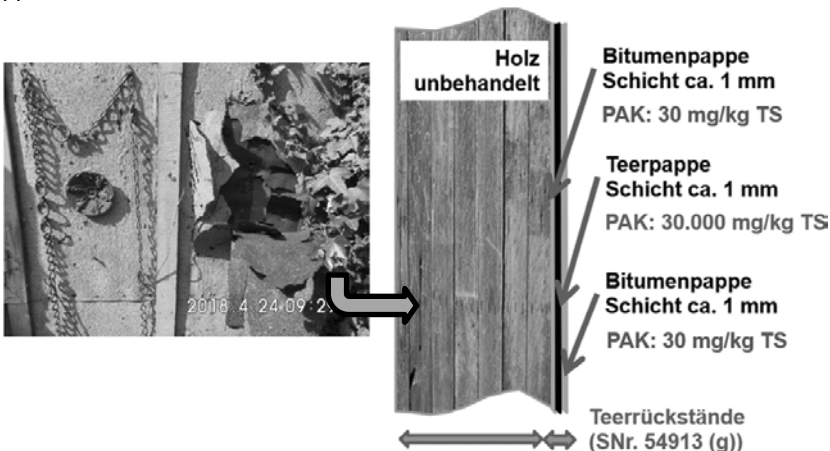 2018.4.24 09:2
Holz
unbehandelt
Bitumenpappe
Schicht ca. 1 mm
PAK: 30 mg/kg TS
Teerpappe
Schicht ca. 1 mm
PAK: 30.000 mg/kg TS
Bitumenpappe
Schicht ca. 1 mm
PAK: 30 mg/kg TS
Teerrückstände
(SNr. 54913 (g))